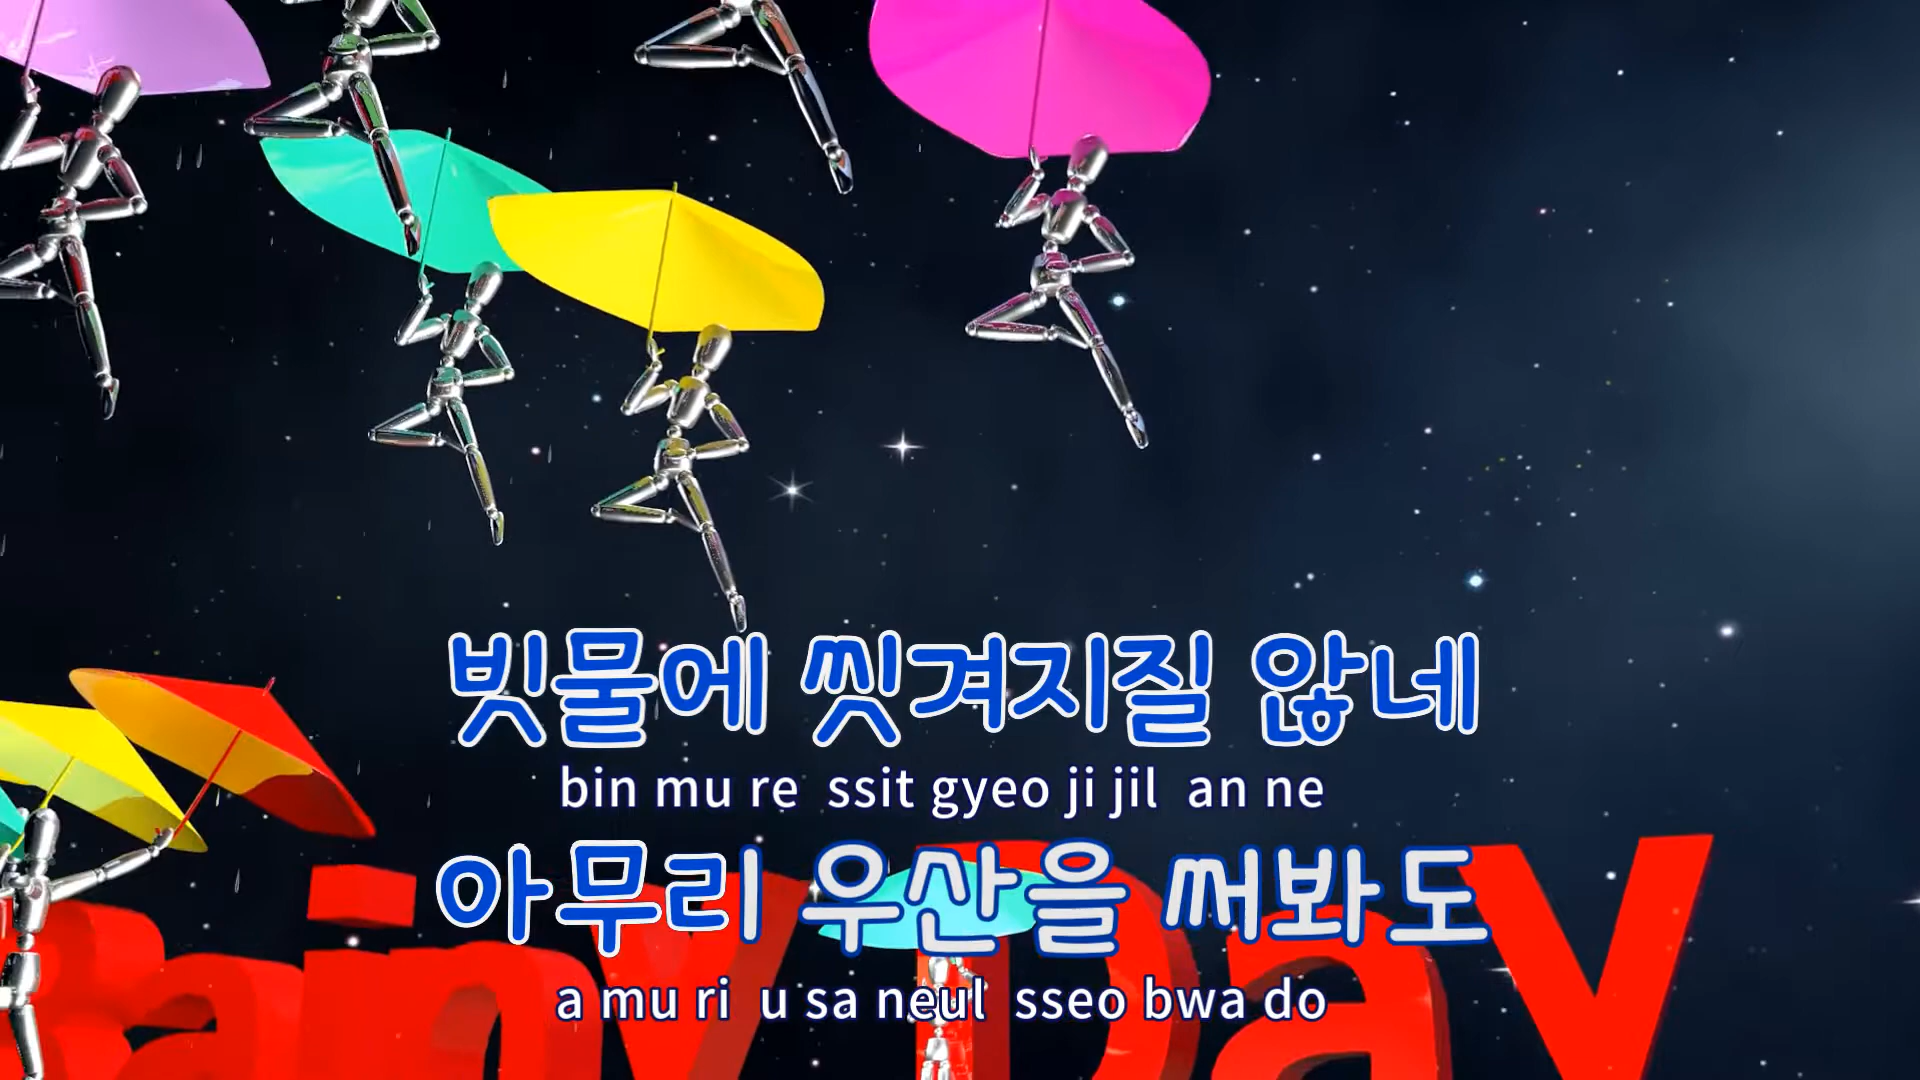 빗물에 씻겨지질 않네
bin mu re ssit gyeo ji jil an ne
아무리 우산을 써봐도
a mu ri u sa neul sseo bwa do
Rainy Day